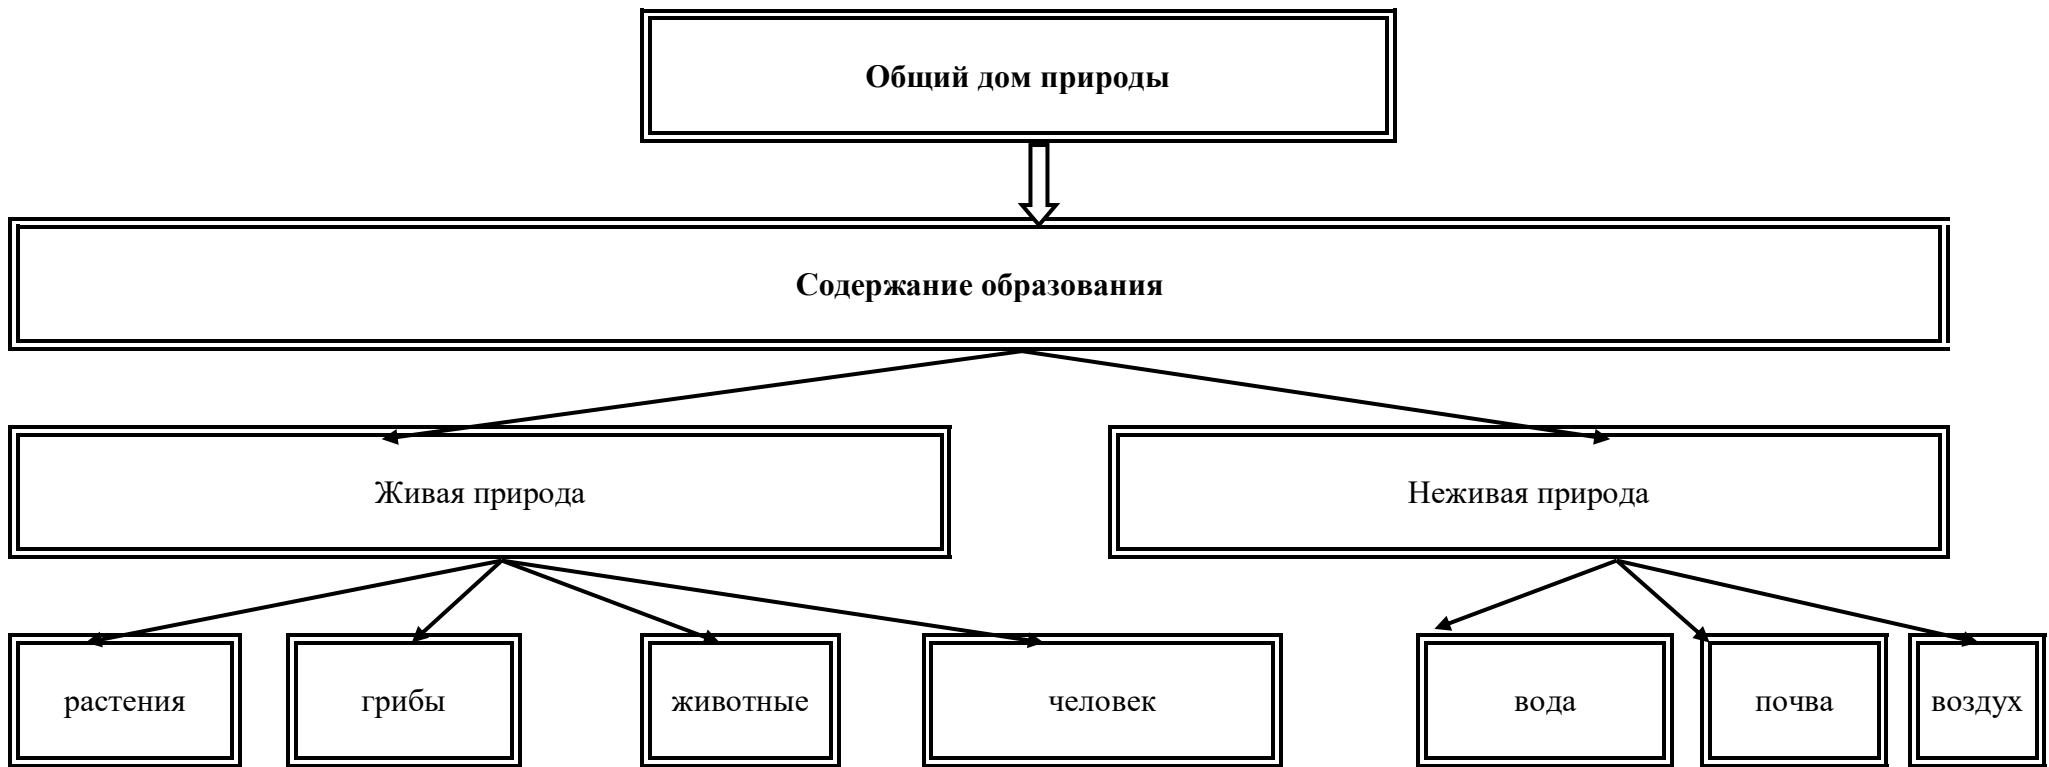 Общий дом природы
Содержание образования
Живая природа
Неживая природа
растения
грибы
животные
человек
вода
почва
воздух